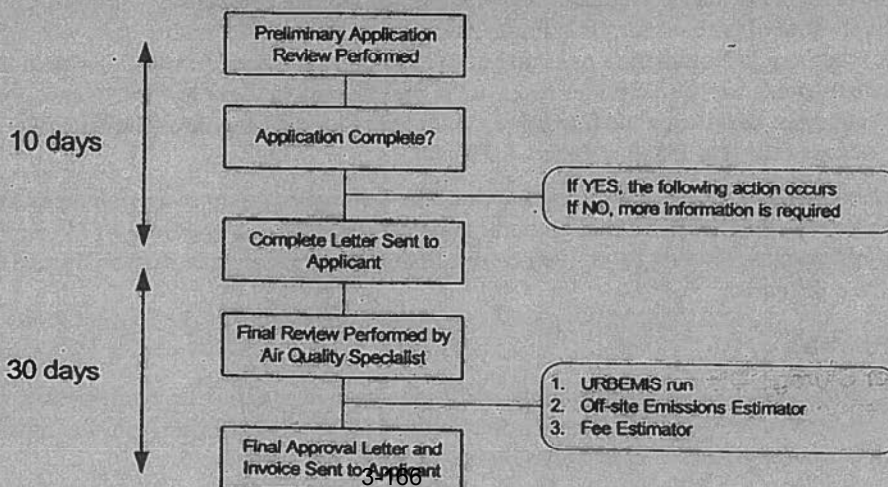 Preliminary Application
Review Performed
10 days
Application Complete?
If YES, the following action occurs
If NO, more information is required
Complete Letter Sent to
Applicant
Final Review Performed by
Air Quality Specialist
30 days
1. URBEMIS run
2. Off-site Emissions Estimator
3. Fee Estimator
Final Approval Letter and
Invoice Sent to Applicant
3-166